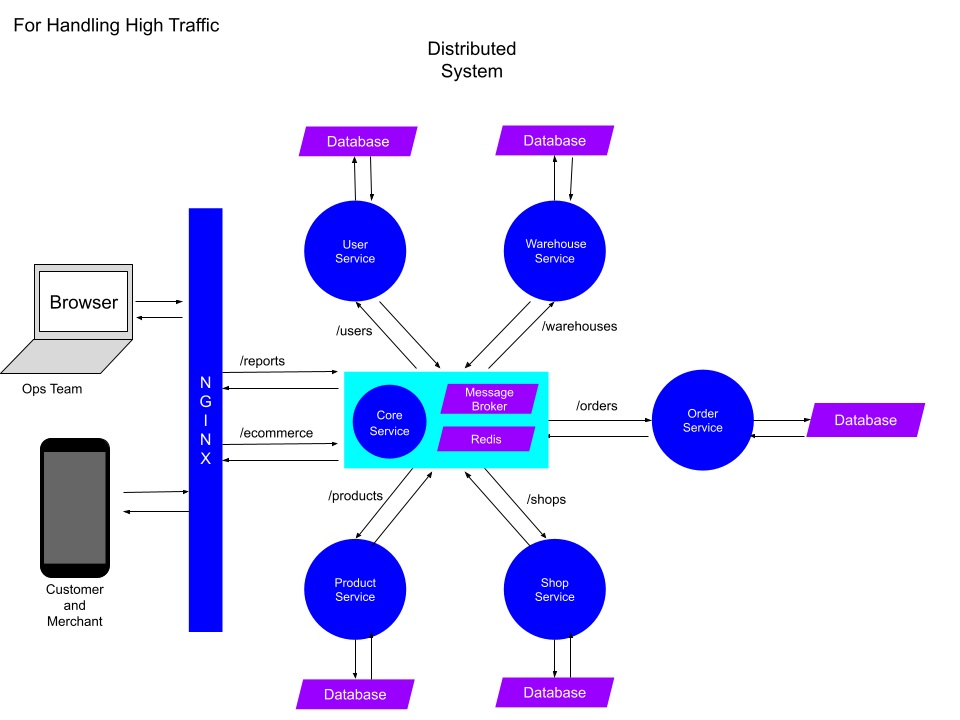 For Handling High Traffic
Distributed
System
Database
Database
User
Service
Warehouse
Service
Browser
/users
/warehouses
Ops Team
/reports
N
G
I
N
X
/ecommerce
Core
Service
Message
Broker
Redis
/orders
Order
Service
Database
/products
/shops
Customer
and
Merchant
Product
Service
Shop
Service
Database
Database